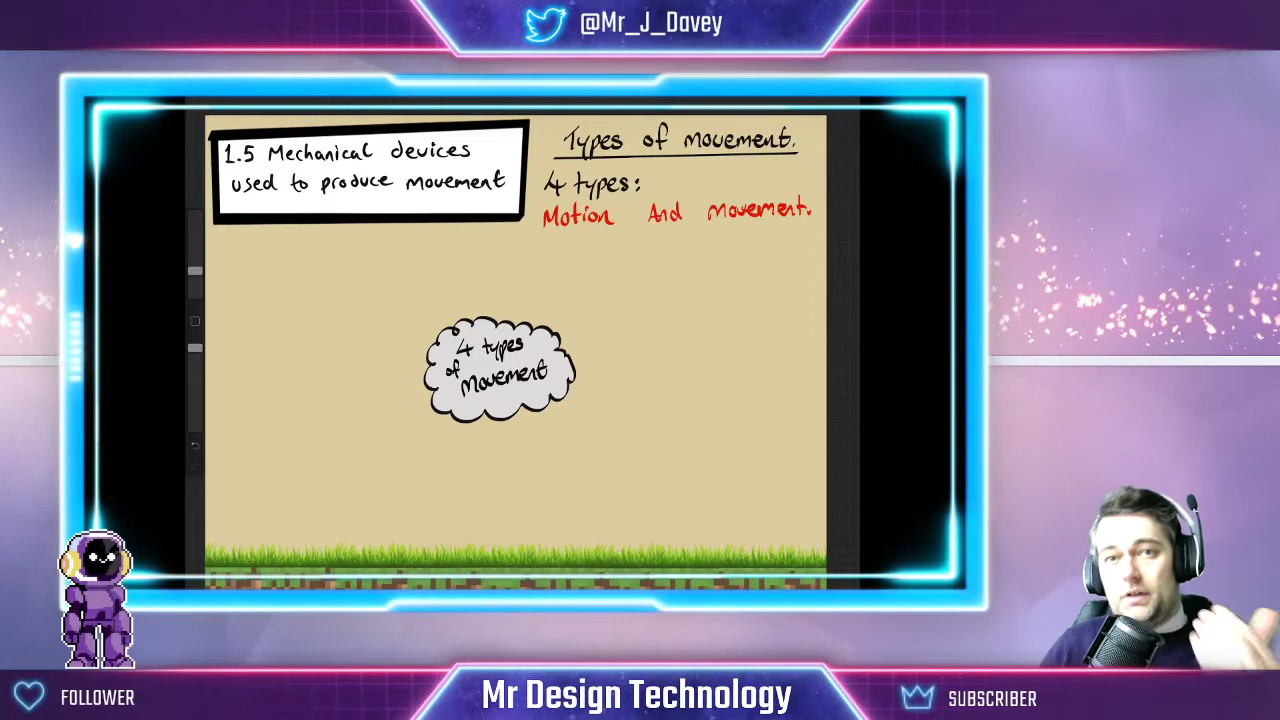 @Mr_J_Davey
1.5 Mechanical devices
used to produce movement
Types of movement.
4 types:
Motion And movement.
4 types
of
Movement
FOLLOWER
Mr Design Technology
SUBSCRIBER